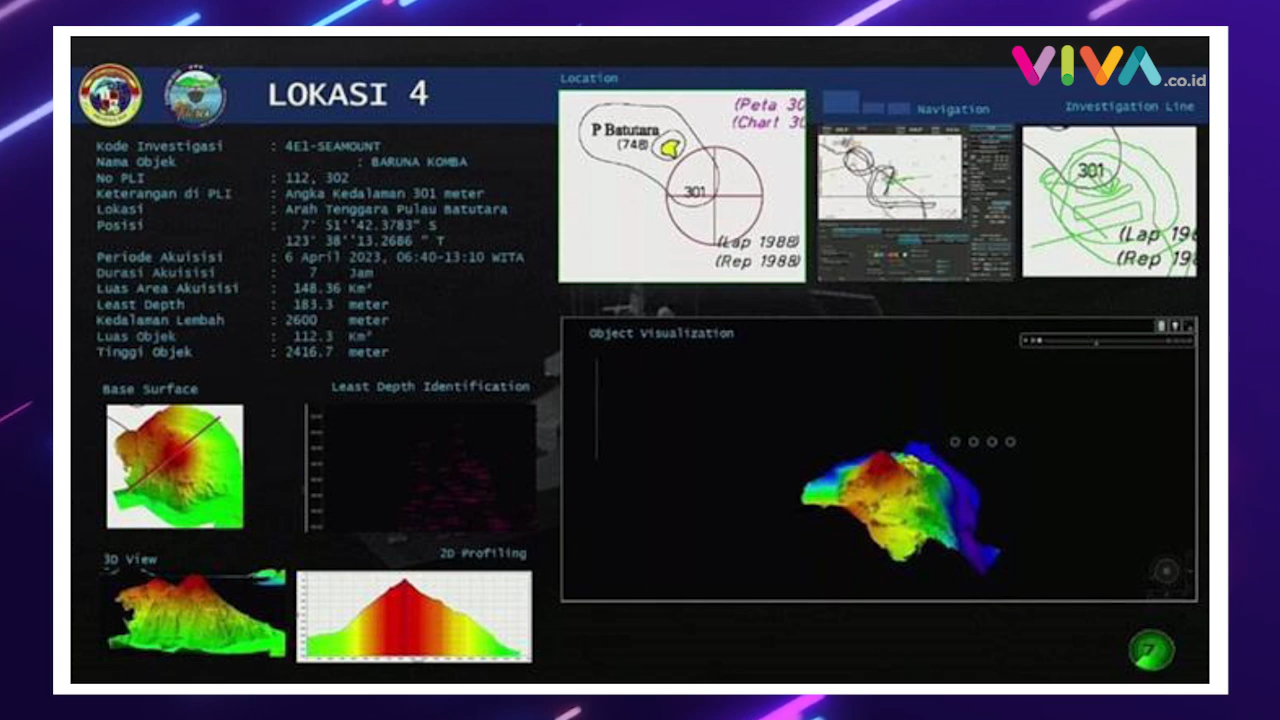 VIVA.co.id
LOKASI 4
Kode Investigasi : 4E1-SEAMOUNT
Nama Objek : BARUNA KOMBA
No PLI : 112, 302
Keterangan di PLI : Angka Kedalaman 301 meter
Lokasi : Arah Tenggara Pulau Batutara
Posisi : 7° 51''42.3783" S
123° 38''13.2686 " T
Periode Akuisisi : 6 April 2023, 06:40-13:10 WITA
Durasi Akuisisi : 7 Jam
Luas Area Akuisisi : 148.36 Km²
Least Depth : 183.3 meter
Kedalaman Lembah : 2600 meter
Luas Objek : 112.3 Km²
Tinggi Objek : 2416.7 meter
Base Surface
Least Depth Identification
3D View
2D Profiling
Location
(Peta 30
(Chart 30
P Batutara
(748)
301
(Lap 1988)
(Rep 1988)
Navigation
Investigation Line
301
(Lap 198
(Rep 198
Object Visualization
7